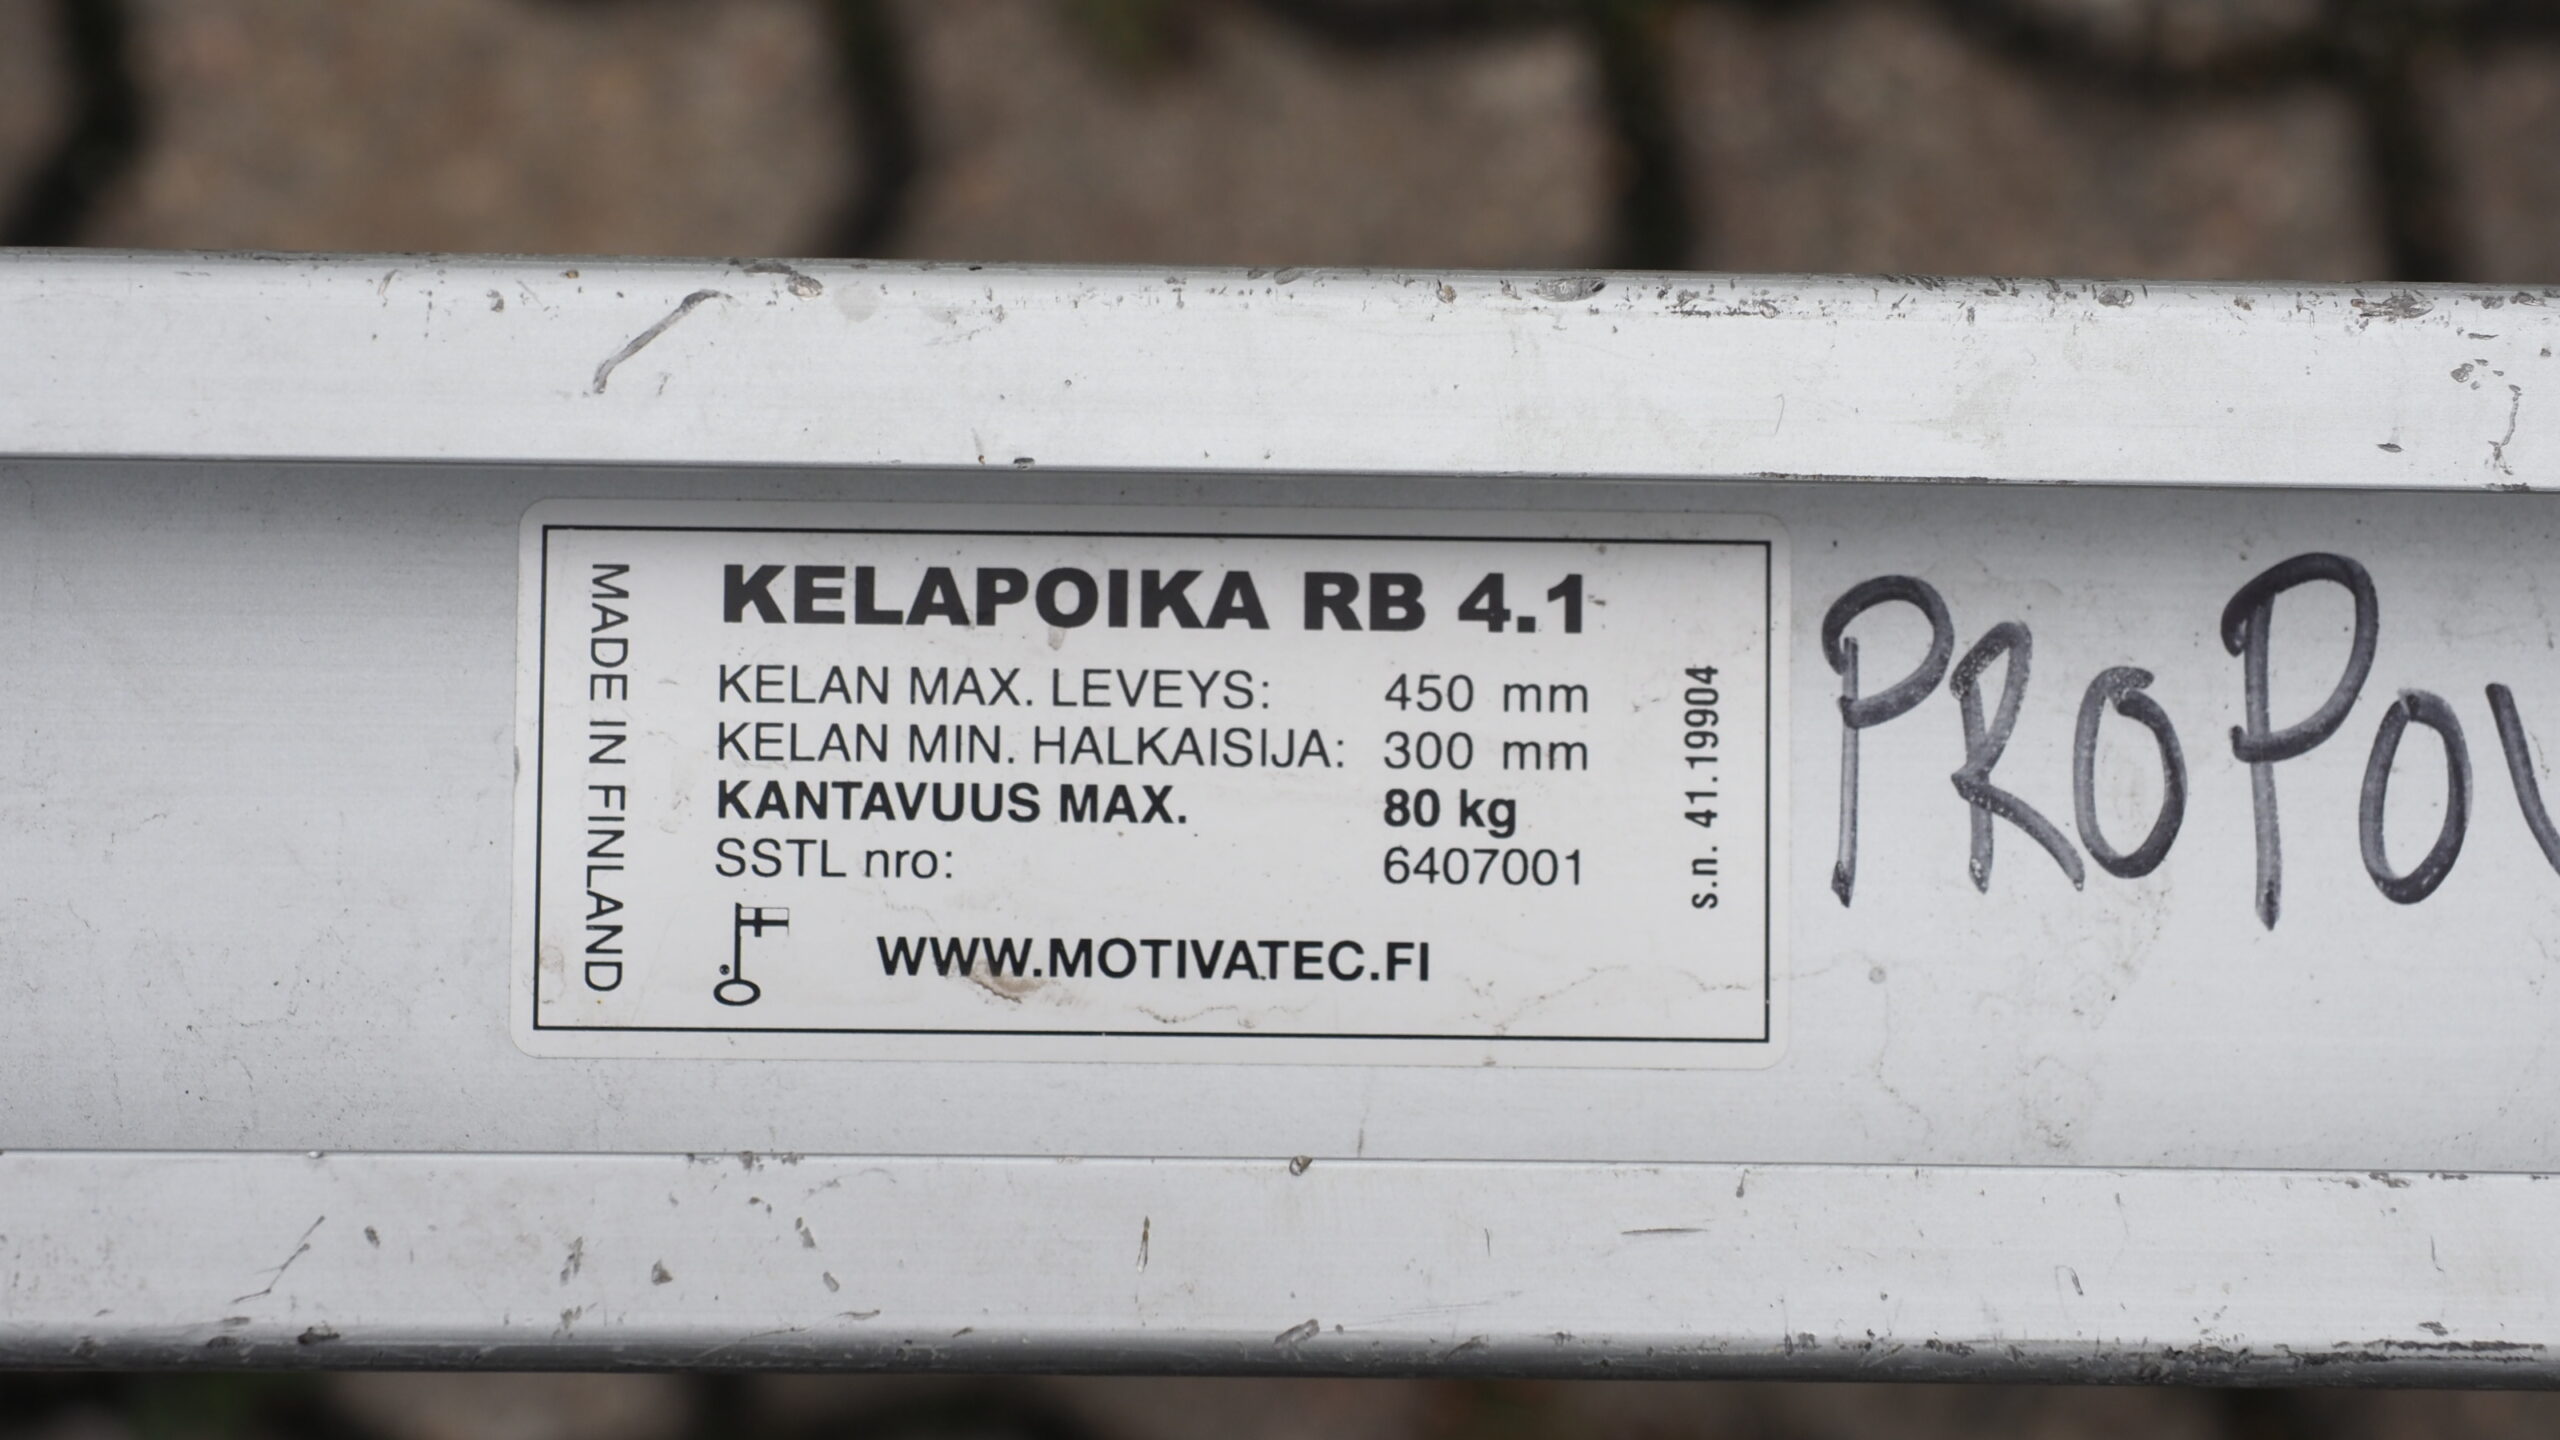 MADE IN FINLAND
KELAPOIKA RB 4.1
KELAN MAX. LEVEYS: 450 mm
KELAN MIN. HALKAISIJA: 300 mm
KANTAVUUS MAX. 80 kg
SSTL nro: 6407001
WWW.MOTIVATEC.FI
s.n. 41.19904